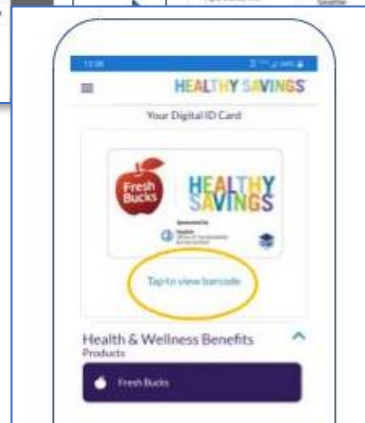 Seattle
HEALTHY SAVINGS
Your Digital ID Card
Fresh
Bucks
HEALTHY
SAVINGS
Tap to view barcode
Health & Wellness Benefits
Products
Fresh Bucks